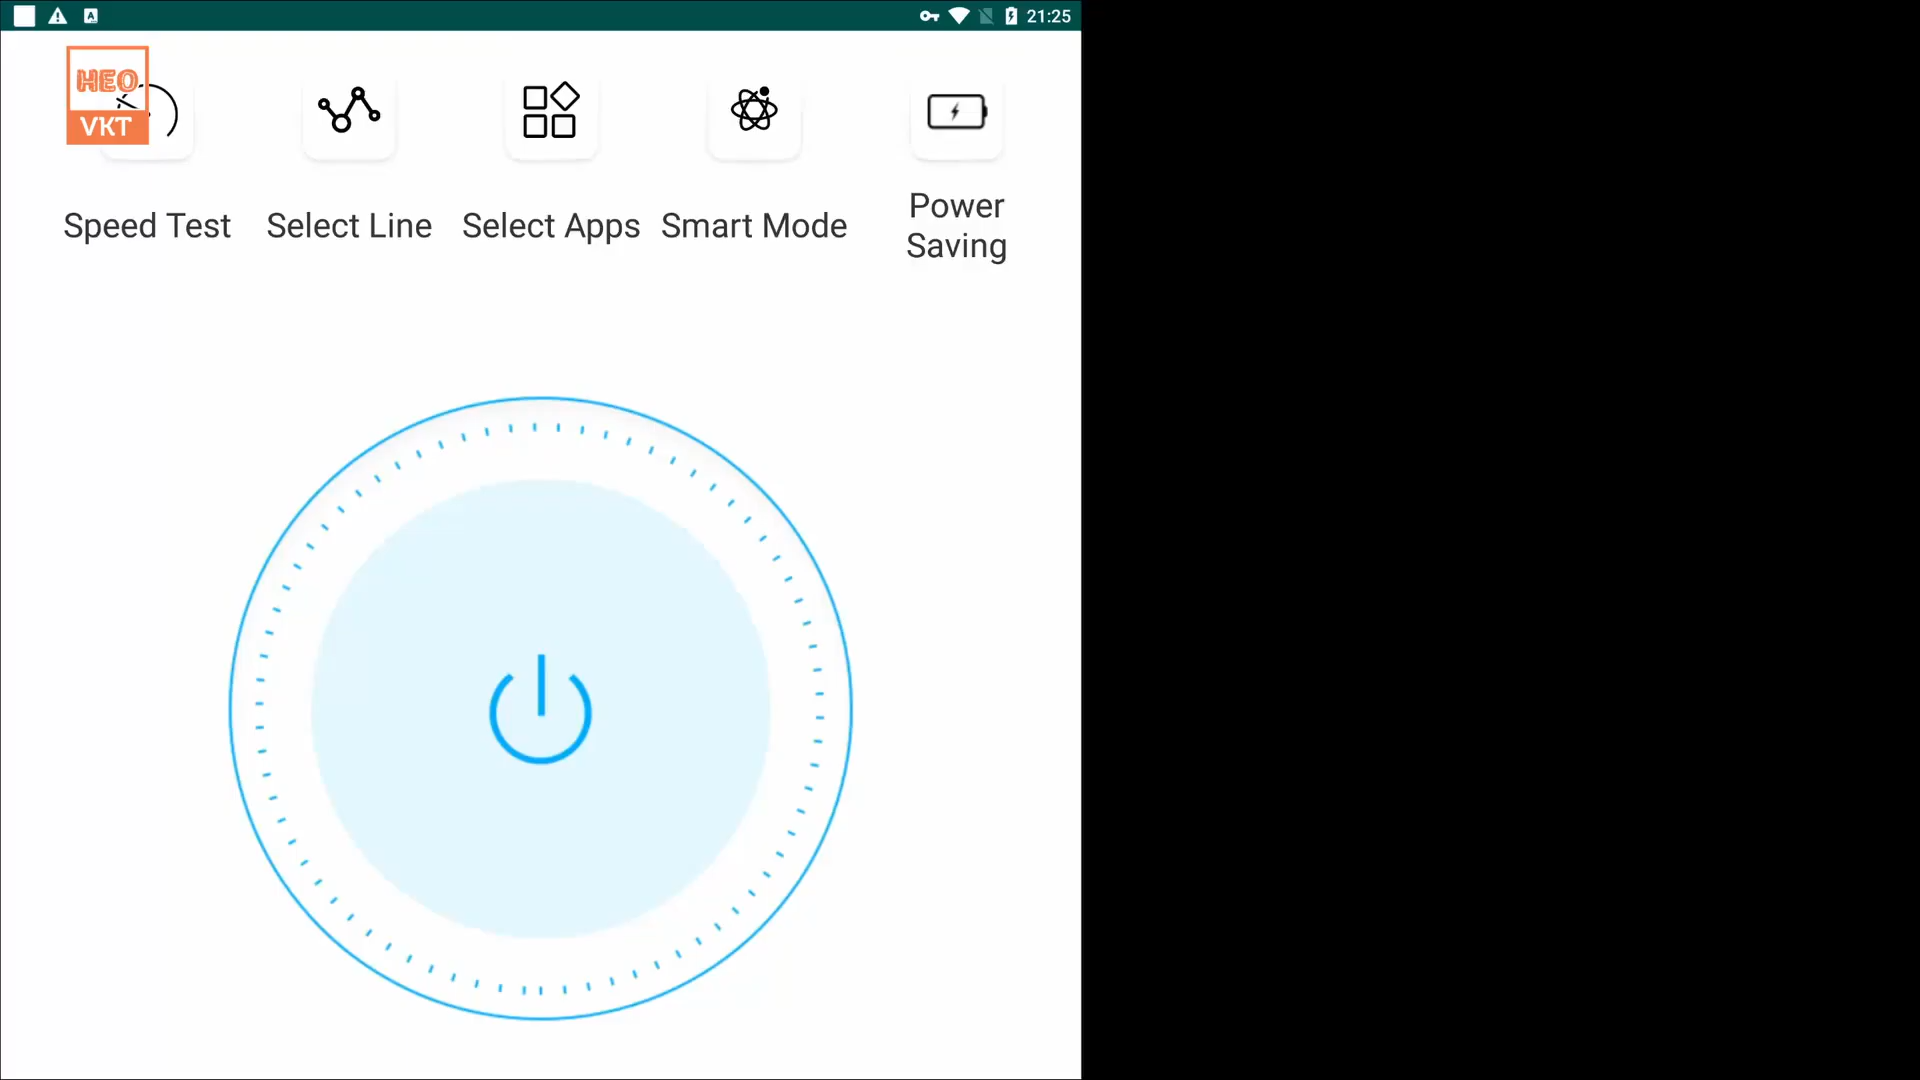 21:25
HEO
VKT
Speed Test
Select Line
Select Apps
Smart Mode
Power
Saving